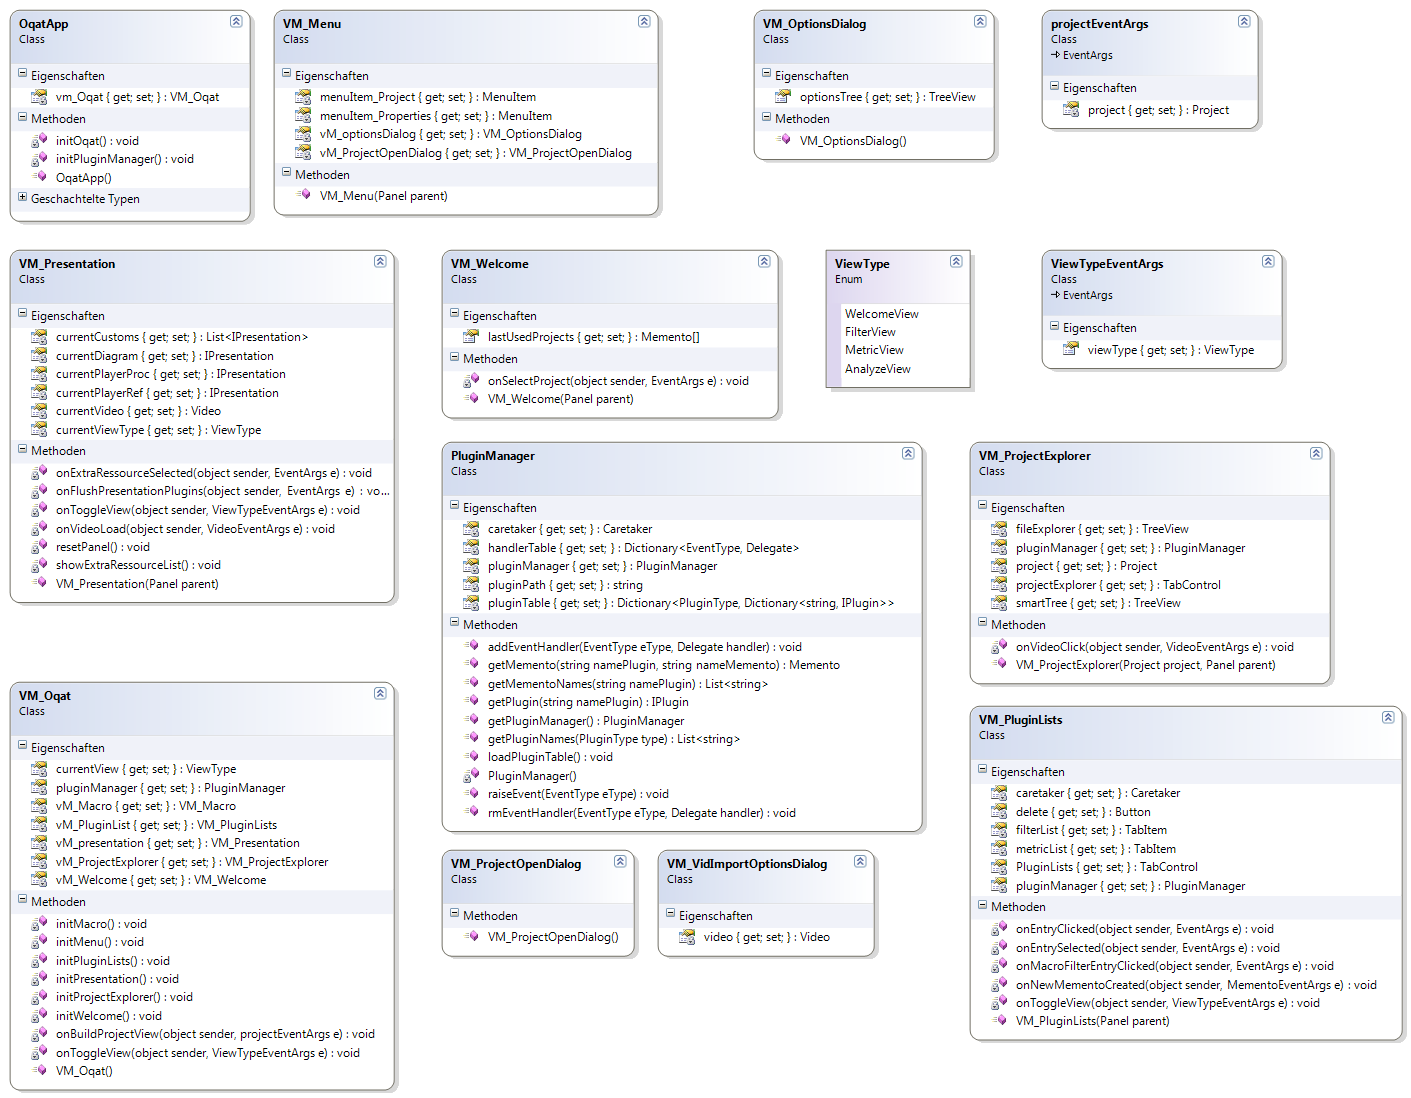 OqatApp
Class
Eigenschaften
vm_Oqat { get; set; } : VM_Oqat
Methoden
initOqat() : void
initPluginManager() : void
OqatApp()
Geschachtelte Typen
VM_Menu
Class
Eigenschaften
menuItem_Project { get; set; } : MenuItem
menuItem_Properties { get; set; } : MenuItem
vM_optionsDialog { get; set; } : VM_OptionsDialog
vM_ProjectOpenDialog { get; set; } : VM_ProjectOpenDialog
Methoden
VM_Menu(Panel parent)
VM_OptionsDialog
Class
Eigenschaften
optionsTree { get; set; } : TreeView
Methoden
VM_OptionsDialog()
projectEventArgs
Class
EventArgs
Eigenschaften
project { get; set; } : Project
VM_Presentation
Class
Eigenschaften
currentCustoms { get; set; } : List<IPresentation>
currentDiagram { get; set; } : IPresentation
currentPlayerProc { get; set; } : IPresentation
currentPlayerRef { get; set; } : IPresentation
currentVideo { get; set; } : Video
currentViewType { get; set; } : ViewType
Methoden
onExtraRessourceSelected(object sender, EventArgs e) : void
onFlushPresentationPlugins(object sender, EventArgs e) : vo...
onToggleView(object sender, ViewTypeEventArgs e) : void
onVideoLoad(object sender, VideoEventArgs e) : void
resetPanel() : void
showExtraRessourceList() : void
VM_Presentation(Panel parent)
VM_Welcome
Class
Eigenschaften
lastUsedProjects { get; set; } : Memento[]
Methoden
onSelectProject(object sender, EventArgs e) : void
VM_Welcome(Panel parent)
ViewType
Enum
WelcomeView
FilterView
MetricView
AnalyzeView
ViewTypeEventArgs
Class
EventArgs
Eigenschaften
viewType { get; set; } : ViewType
PluginManager
Class
Eigenschaften
caretaker { get; set; } : Caretaker
handlerTable { get; set; } : Dictionary<EventType, Delegate>
pluginManager { get; set; } : PluginManager
pluginPath { get; set; } : string
pluginTable { get; set; } : Dictionary<PluginType, Dictionary<string, IPlugin>>
Methoden
addEventHandler(EventType eType, Delegate handler) : void
getMemento(string namePlugin, string nameMemento) : Memento
getMementoNames(string namePlugin) : List<string>
getPlugin(string namePlugin) : IPlugin
getPluginManager() : PluginManager
getPluginNames(PluginType type) : List<string>
loadPluginTable() : void
PluginManager()
raiseEvent(EventType eType) : void
rmEventHandler(EventType eType, Delegate handler) : void
VM_ProjectExplorer
Class
Eigenschaften
fileExplorer { get; set; } : TreeView
pluginManager { get; set; } : PluginManager
project { get; set; } : Project
projectExplorer { get; set; } : TabControl
smartTree { get; set; } : TreeView
Methoden
onVideoClick(object sender, VideoEventArgs e) : void
VM_ProjectExplorer(Project project, Panel parent)
VM_Oqat
Class
Eigenschaften
currentView { get; set; } : ViewType
pluginManager { get; set; } : PluginManager
vM_Macro { get; set; } : VM_Macro
vM_PluginList { get; set; } : VM_PluginLists
vM_presentation { get; set; } : VM_Presentation
vM_ProjectExplorer { get; set; } : VM_ProjectExplorer
vM_Welcome { get; set; } : VM_Welcome
Methoden
initMacro() : void
initMenu() : void
initPluginLists() : void
initPresentation() : void
initProjectExplorer() : void
initWelcome() : void
onBuildProjectView(object sender, projectEventArgs e) : void
onToggleView(object sender, ViewTypeEventArgs e) : void
VM_Oqat()
VM_ProjectOpenDialog
Class
Methoden
VM_ProjectOpenDialog()
VM_VidImportOptionsDialog
Class
Eigenschaften
video { get; set; } : Video
VM_PluginLists
Class
Eigenschaften
caretaker { get; set; } : Caretaker
delete { get; set; } : Button
filterList { get; set; } : TabItem
metricList { get; set; } : TabItem
PluginLists { get; set; } : TabControl
pluginManager { get; set; } : PluginManager
Methoden
onEntryClicked(object sender, EventArgs e) : void
onEntrySelected(object sender, EventArgs e) : void
onMacroFilterEntryClicked(object sender, EventArgs e) : void
onNewMementoCreated(object sender, MementoEventArgs e) : void
onToggleView(object sender, ViewTypeEventArgs e) : void
VM_PluginLists(Panel parent)